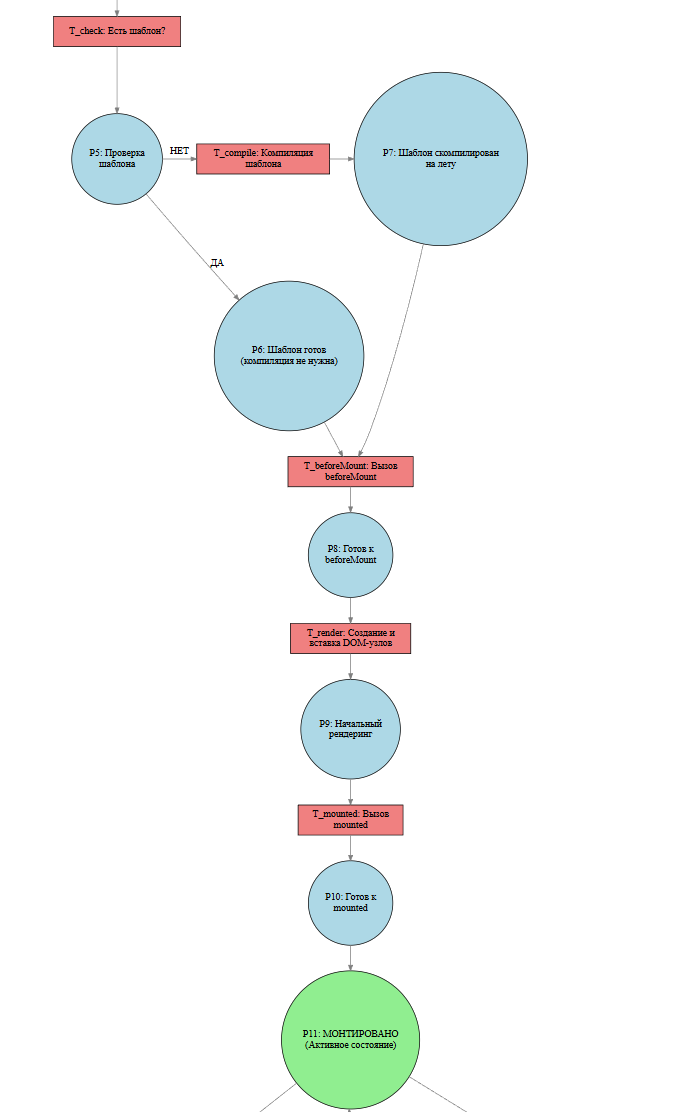 T_check: Есть шаблон?
P5: Проверка
шаблона
НЕТ
T_compile: Компиляция
шаблона
P7: Шаблон скомпилирован
на лету
ДА
P6: Шаблон готов
(компиляция не нужна)
T_beforeMount: Вызов
beforeMount
P8: Готов к
beforeMount
T_render: Создание и
вставка DOM-узлов
P9: Начальный
рендеринг
T_mounted: Вызов
mounted
P10: Готов к
mounted
P11: МОНТИРОВАНО
(Активное состояние)